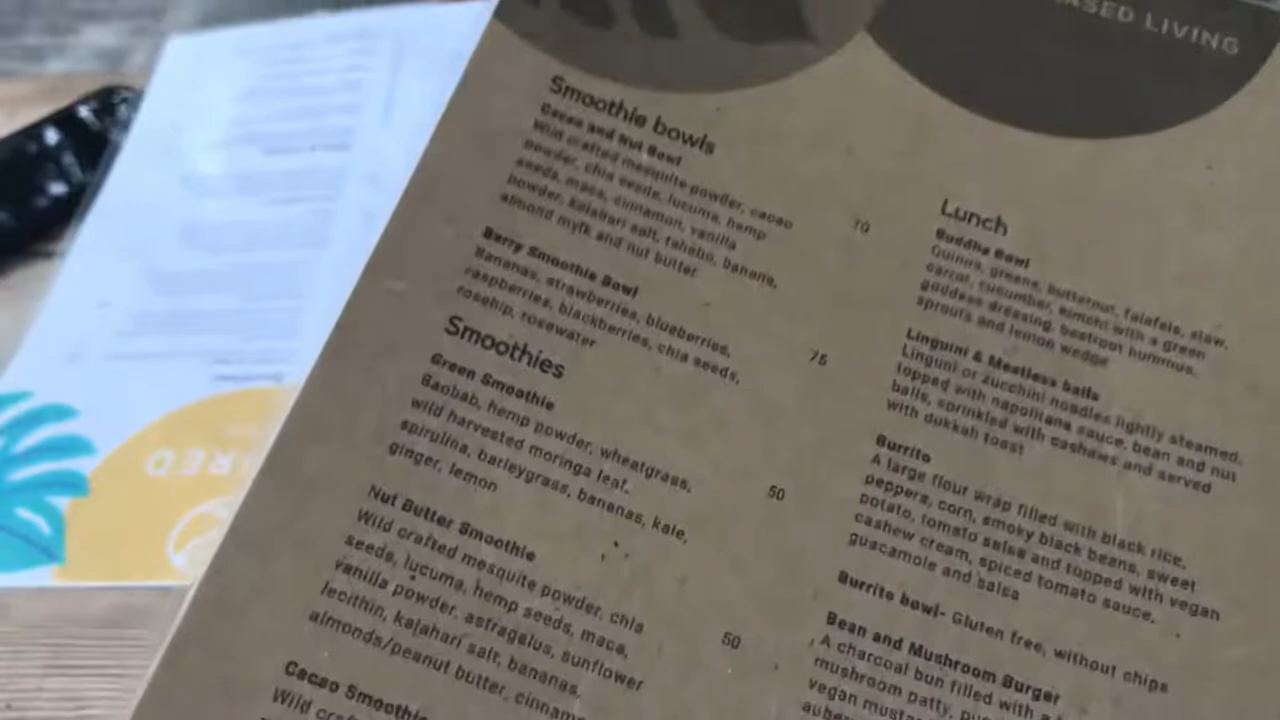 ASED LIVING
Smoothie bowls
Cacao and Nut Bowl
Wild crafted mesquite powder, cacao
powder, chia seeds, lucuma, hemp
seeds, maca, cinnamon, vanilla
powder, kalahari salt, tahebo, banana,
almond mylk and nut butter
70
Berry Smoothie Bowl
Bananas, strawberries, blueberries,
raspberries, blackberries, chia seeds,
rosehip, rosewater
75
Smoothies
Green Smoothie
Baobab, hemp powder, wheatgrass,
wild harvested moringa leaf,
spirulina, barleygrass, bananas, kale,
ginger, lemon
50
Nut Butter Smoothie
Wild crafted mesquite powder, chia
seeds, lucuma, hemp seeds, maca,
vanilla powder, astragalus, sunflower
lecithin, kalahari salt, bananas,
almonds/peanut butter, cinnam
50
Cacao Smoothie
Wild craf
Lunch
Buddha Bowl
Quinoa, greens, butternut, falafels, slaw,
carrot, cucumber, kimchi with a green
goddess dressing, beetroot hummus,
sprouts and lemon wedge
Linguini & Meatless balls
Linguni or zucchini noodles lightly steamed,
topped with napolitana sauce, bean and nut
balls, sprinkled with cashews and served
with dukkah toast
Burrito
A large flour wrap filled with black rice,
peppers, corn, smoky black beans, sweet
potato, tomato salsa and topped with vegan
cashew cream, spiced tomato sauce,
guacamole and salsa
Burrito bowl- Gluten free, without chips
Bean and Mushroom Burger
A charcoal bun filled with a
mushroom patty,
vegan must
aube
RED